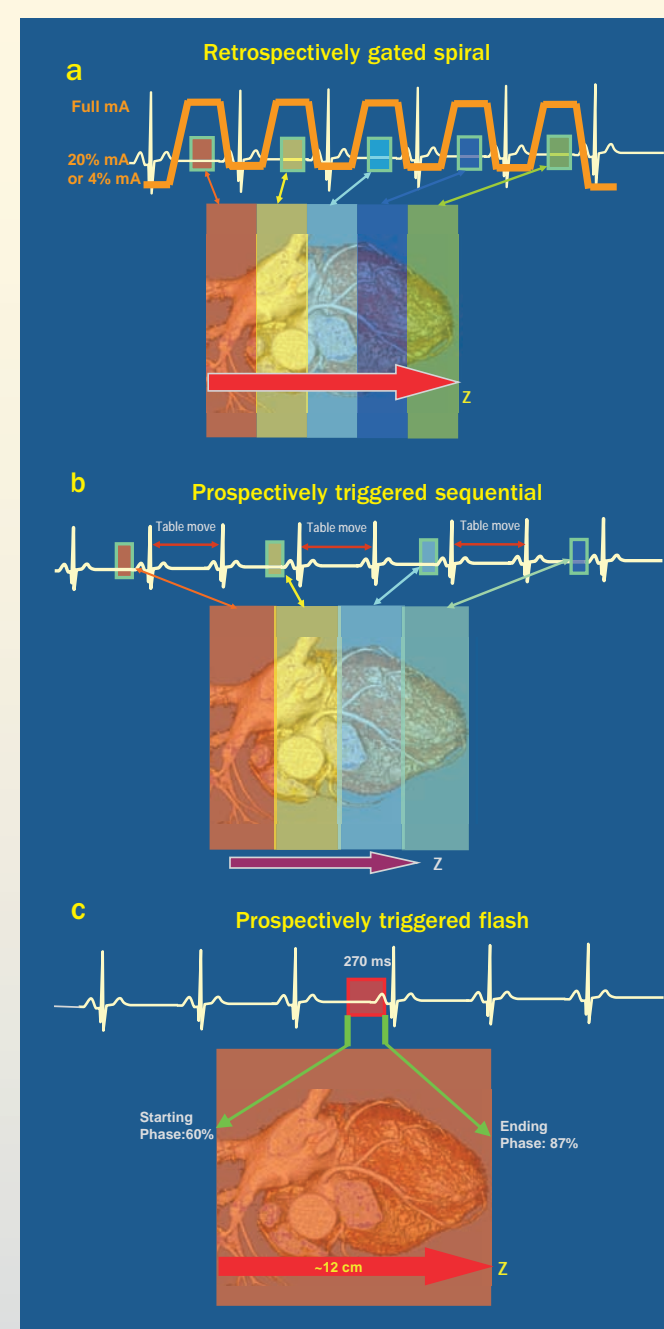 a
Retrospectively gated spiral
Full mA
20% mA
or 4% mA
Z
b
Prospectively triggered sequential
Table move
Table move
Table move
Z
c
Prospectively triggered flash
270 ms
Starting
Phase:60%
Ending
Phase: 87%
~12 cm
Z